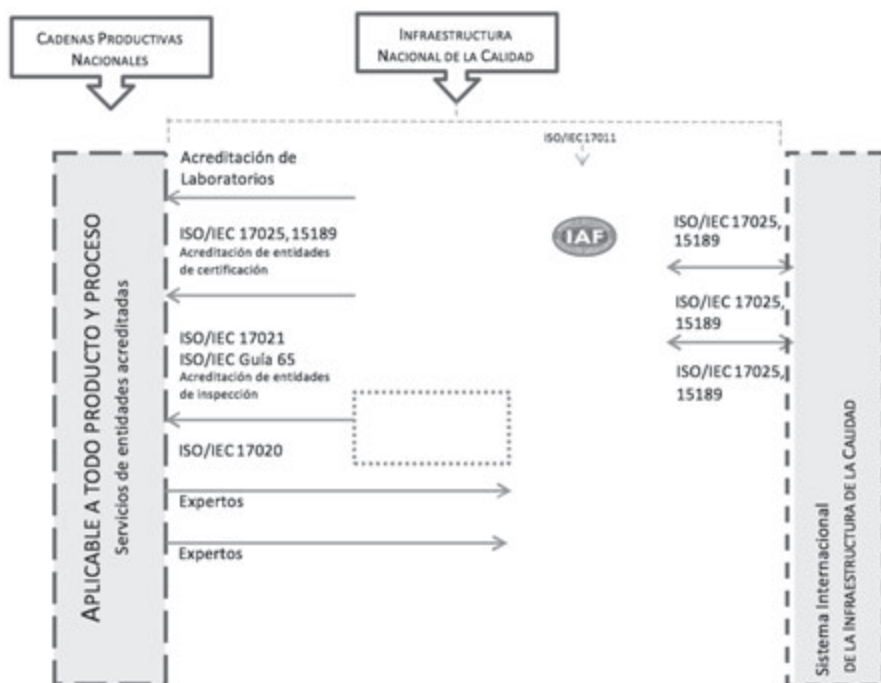 CADENAS PRODUCTIVAS
NACIONALES
INFRAESTRUCTURA
NACIONAL DE LA CALIDAD
ISO/IEC17011
Acreditación de
Laboratorios
ISO/IEC 17025, 15189
Acreditación de entidades
de certificación
ISO/IEC 17021
ISO/IEC Guía 65
Acreditación de entidades
de inspección
ISO/IEC 17020
Expertos
Expertos
IAF
ISO/IEC 17025,
15189
ISO/IEC 17025,
15189
ISO/IEC 17025,
15189
APLICABLE A TODO PRODUCTO Y PROCESO
Servicios de entidades acreditadas
Sistema Internacional
DE LA INFRAESTRUCTURA DE LA CALIDAD